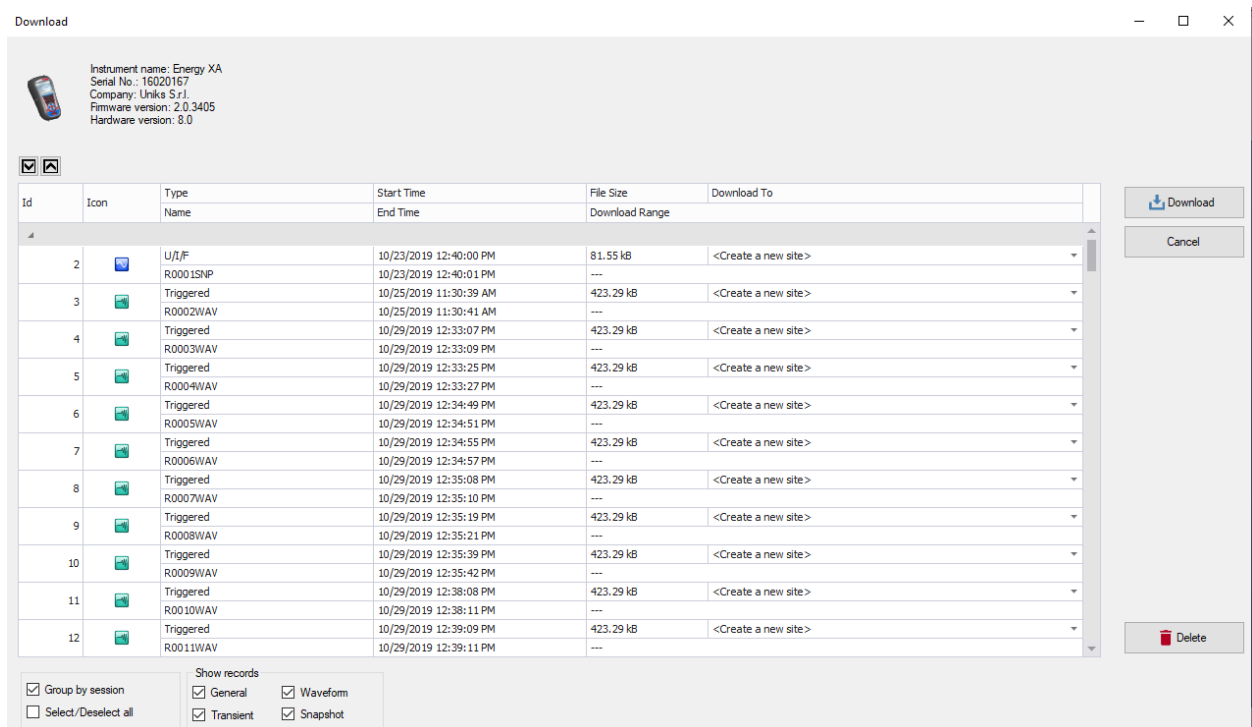 Download
Instrument name: Energy XA
Serial No.: 16020167
Company: Uniks S.r.l.
Firmware version: 2.0.3405
Hardware version: 8.0
Id Icon Type Start Time File Size Download To
Name End Time Download Range
2 U/I/F 10/23/2019 12:40:00 PM 81.55 kB <Create a new site>
R0001SNP 10/23/2019 12:40:01 PM ---
3 Triggered 10/25/2019 11:30:39 AM 423.29 kB <Create a new site>
R0002WAV 10/25/2019 11:30:41 AM ---
4 Triggered 10/29/2019 12:33:07 PM 423.29 kB <Create a new site>
R0003WAV 10/29/2019 12:33:09 PM ---
5 Triggered 10/29/2019 12:33:25 PM 423.29 kB <Create a new site>
R0004WAV 10/29/2019 12:33:27 PM ---
6 Triggered 10/29/2019 12:34:49 PM 423.29 kB <Create a new site>
R0005WAV 10/29/2019 12:34:51 PM ---
7 Triggered 10/29/2019 12:34:55 PM 423.29 kB <Create a new site>
R0006WAV 10/29/2019 12:34:57 PM ---
8 Triggered 10/29/2019 12:35:08 PM 423.29 kB <Create a new site>
R0007WAV 10/29/2019 12:35:10 PM ---
9 Triggered 10/29/2019 12:35:19 PM 423.29 kB <Create a new site>
R0008WAV 10/29/2019 12:35:21 PM ---
10 Triggered 10/29/2019 12:35:39 PM 423.29 kB <Create a new site>
R0009WAV 10/29/2019 12:35:42 PM ---
11 Triggered 10/29/2019 12:38:08 PM 423.29 kB <Create a new site>
R0010WAV 10/29/2019 12:38:11 PM ---
12 Triggered 10/29/2019 12:39:09 PM 423.29 kB <Create a new site>
R0011WAV 10/29/2019 12:39:11 PM ---
Download
Cancel
Delete
Show records
Group by session General Waveform
Select/Deselect all Transient Snapshot